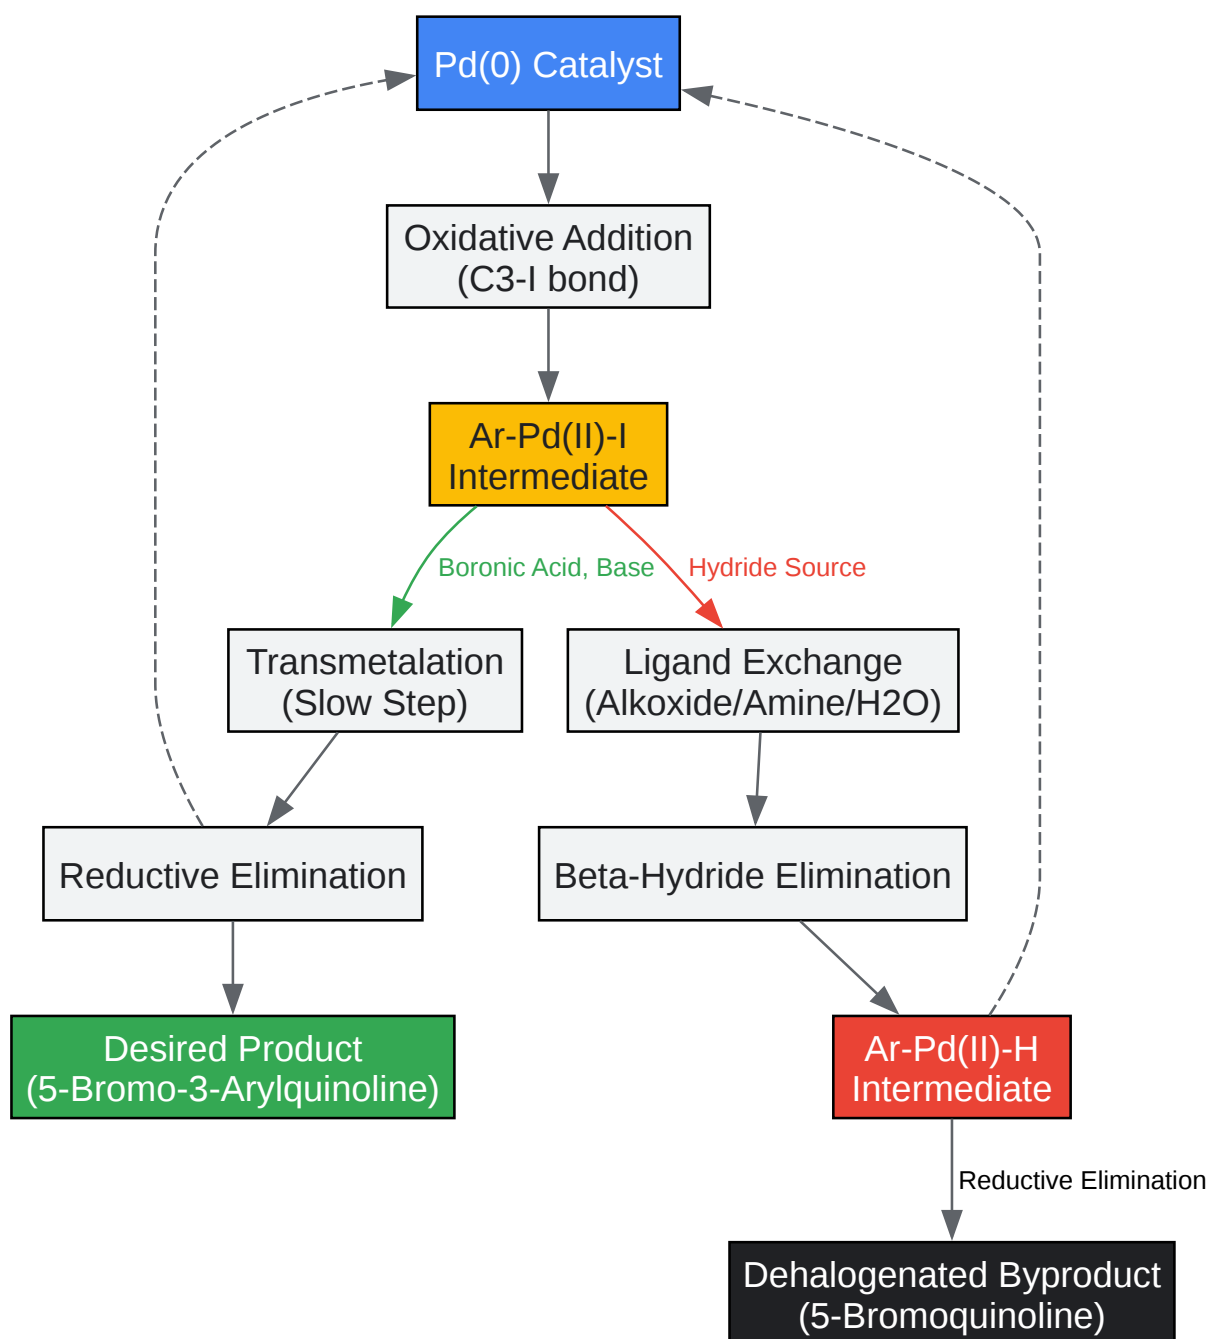 Pd(0) Catalyst
Oxidative Addition
(C3-I bond)
Ar-Pd(II)-I
Intermediate
Boronic Acid, Base
Hydride Source
Transmetalation
(Slow Step)
Ligand Exchange
(Alkoxide/Amine/H2O)
Reductive Elimination
Beta-Hydride Elimination
Desired Product
(5-Bromo-3-Arylquinoline)
Ar-Pd(II)-H
Intermediate
Reductive Elimination
Dehalogenated Byproduct
(5-Bromoquinoline)